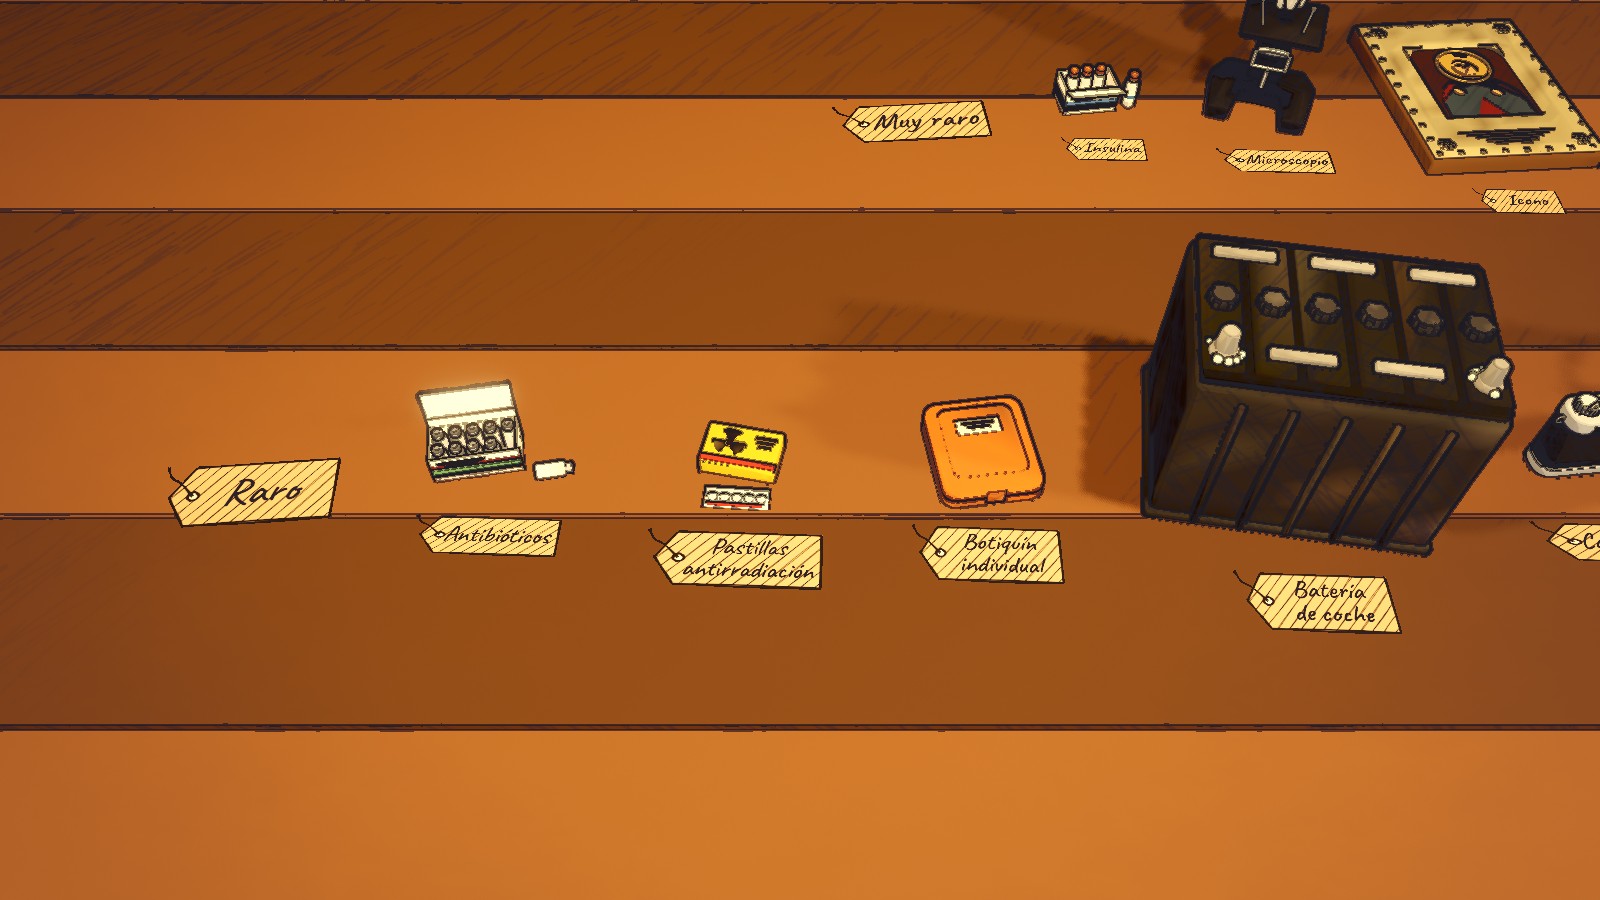 Muy raro
Insulina
Microscopio
Icono
Raro
Antibióticos
Pastillas
antirradiación
Botiquín
individual
Batería
de coche